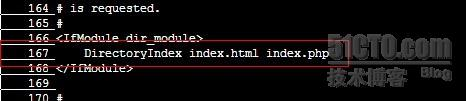 164 # is requested.
165 #
166 <IfModule dir_module>
167     DirectoryIndex index.html index.php
168 </IfModule>
169
170 #
51CTO.com
技术博客 Blog